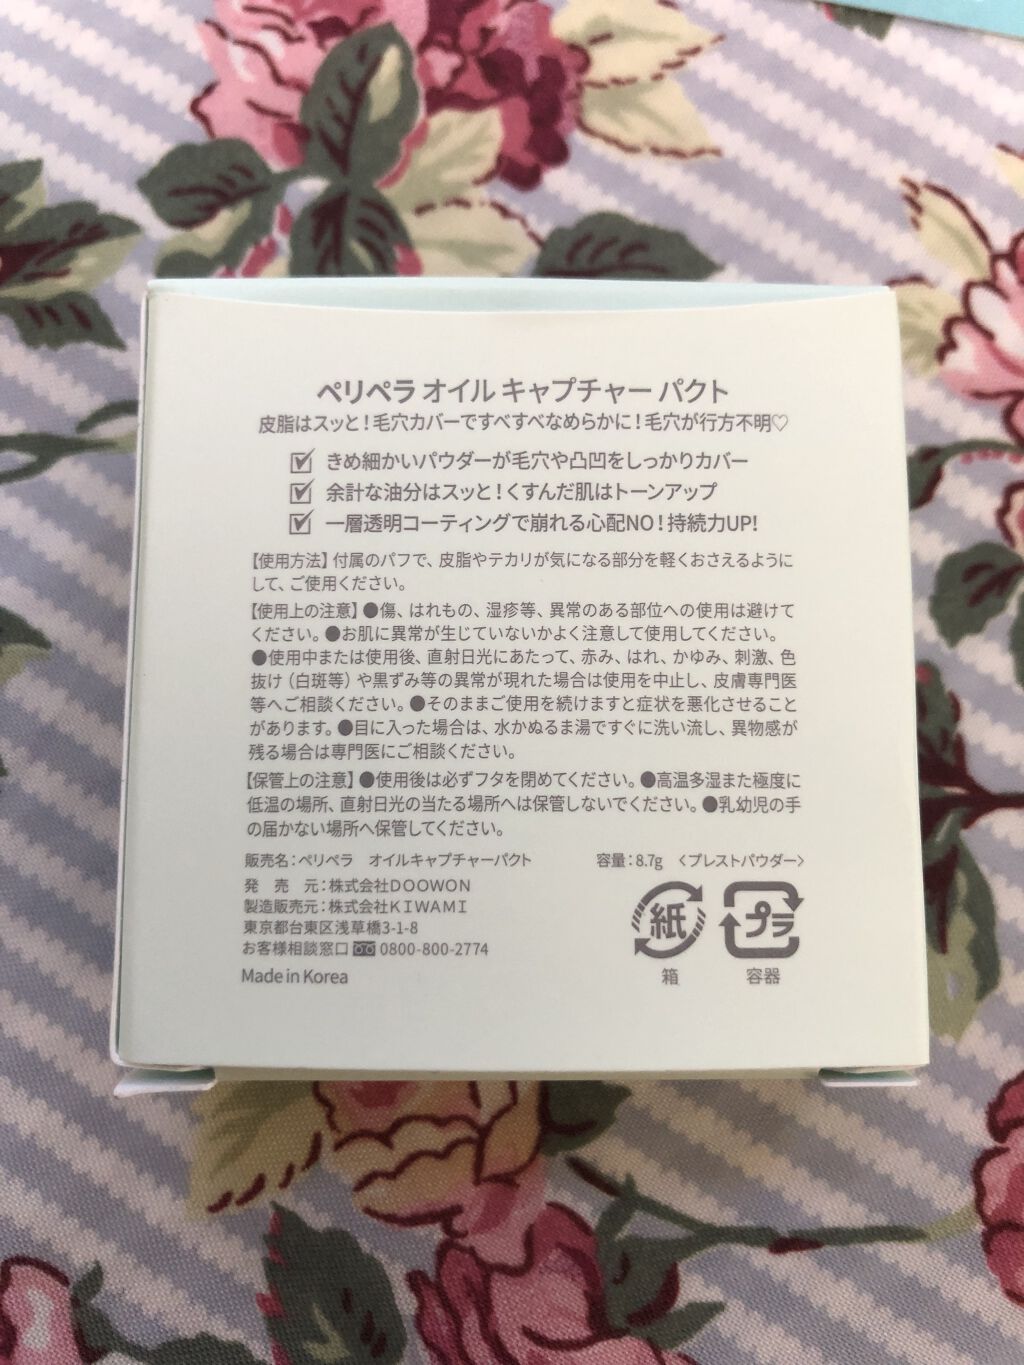 ペリペラ オイル キャプチャー パクト
皮脂はスッと！毛穴カバーですべすべなめらかに！毛穴が行方不明♡
☑ きめ細かいパウダーが毛穴や凸凹をしっかりカバー
☑ 余計な油分はスッと！くすんだ肌はトーンアップ
☑ 一層透明コーティングで崩れる心配NO！持続力UP!
【使用方法】付属のパフで、皮脂やテカリが気になる部分を軽くおさえるように
して、ご使用ください。
【使用上の注意】●傷、はれもの、湿疹等、異常のある部位への使用は避けて
ください。●お肌に異常が生じていないかよく注意して使用してください。
●使用中または使用後、直射日光にあたって、赤み、はれ、かゆみ、刺激、色
抜け（白斑等）や黒ずみ等の異常が現れた場合は使用を中止し、皮膚専門医
等へご相談ください。●そのままご使用を続けますと症状を悪化させること
があります。●目に入った場合は、水かぬるま湯ですぐに洗い流し、異物感が
残る場合は専門医にご相談ください。
【保管上の注意】●使用後は必ずフタを閉めてください。●高温多湿また極度に
低温の場所、直射日光の当たる場所へは保管しないでください。●乳幼児の手
の届かない場所へ保管してください。
販売名：ペリペラ　オイルキャプチャーパクト　容量：8.7g 〈プレストパウダー〉
発　売　元：株式会社DOOWON
製造販売元：株式会社KIWAMI
東京都台東区浅草橋3-1-8
お客様相談窓口 0800-800-2774
Made in Korea
紙 プラ
箱 容器